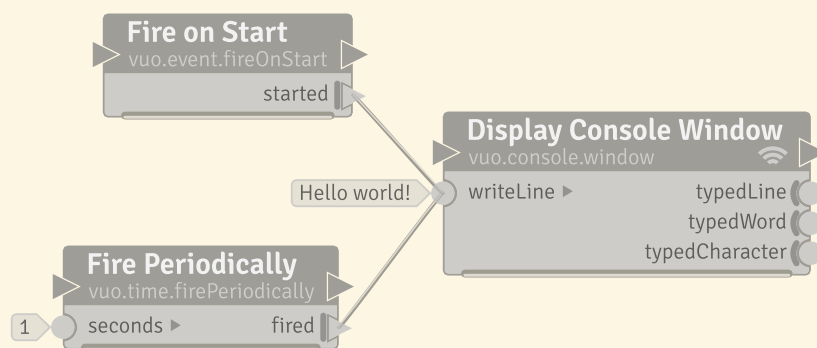 Fire on Start
vuo.event.fireOnStart
started
Display Console Window
vuo.console.window
Hello world!
writeLine
typedLine
typedWord
typedCharacter
Fire Periodically
vuo.time.firePeriodically
1
seconds
fired